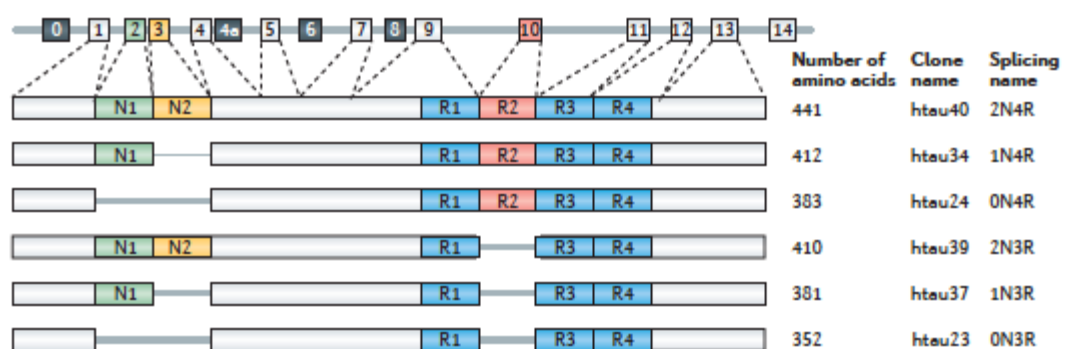 0 1 2 3 4 4a 5 6 7 8 9 10 11 12 13 14
Number of amino acids Clone name Splicing name
N1 N2 R1 R2 R3 R4 441 htau40 2N4R
N1 R1 R2 R3 R4 412 htau34 1N4R
R1 R2 R3 R4 383 htau24 0N4R
N1 N2 R1 R3 R4 410 htau39 2N3R
N1 R1 R3 R4 381 htau37 1N3R
R1 R3 R4 352 htau23 0N3R